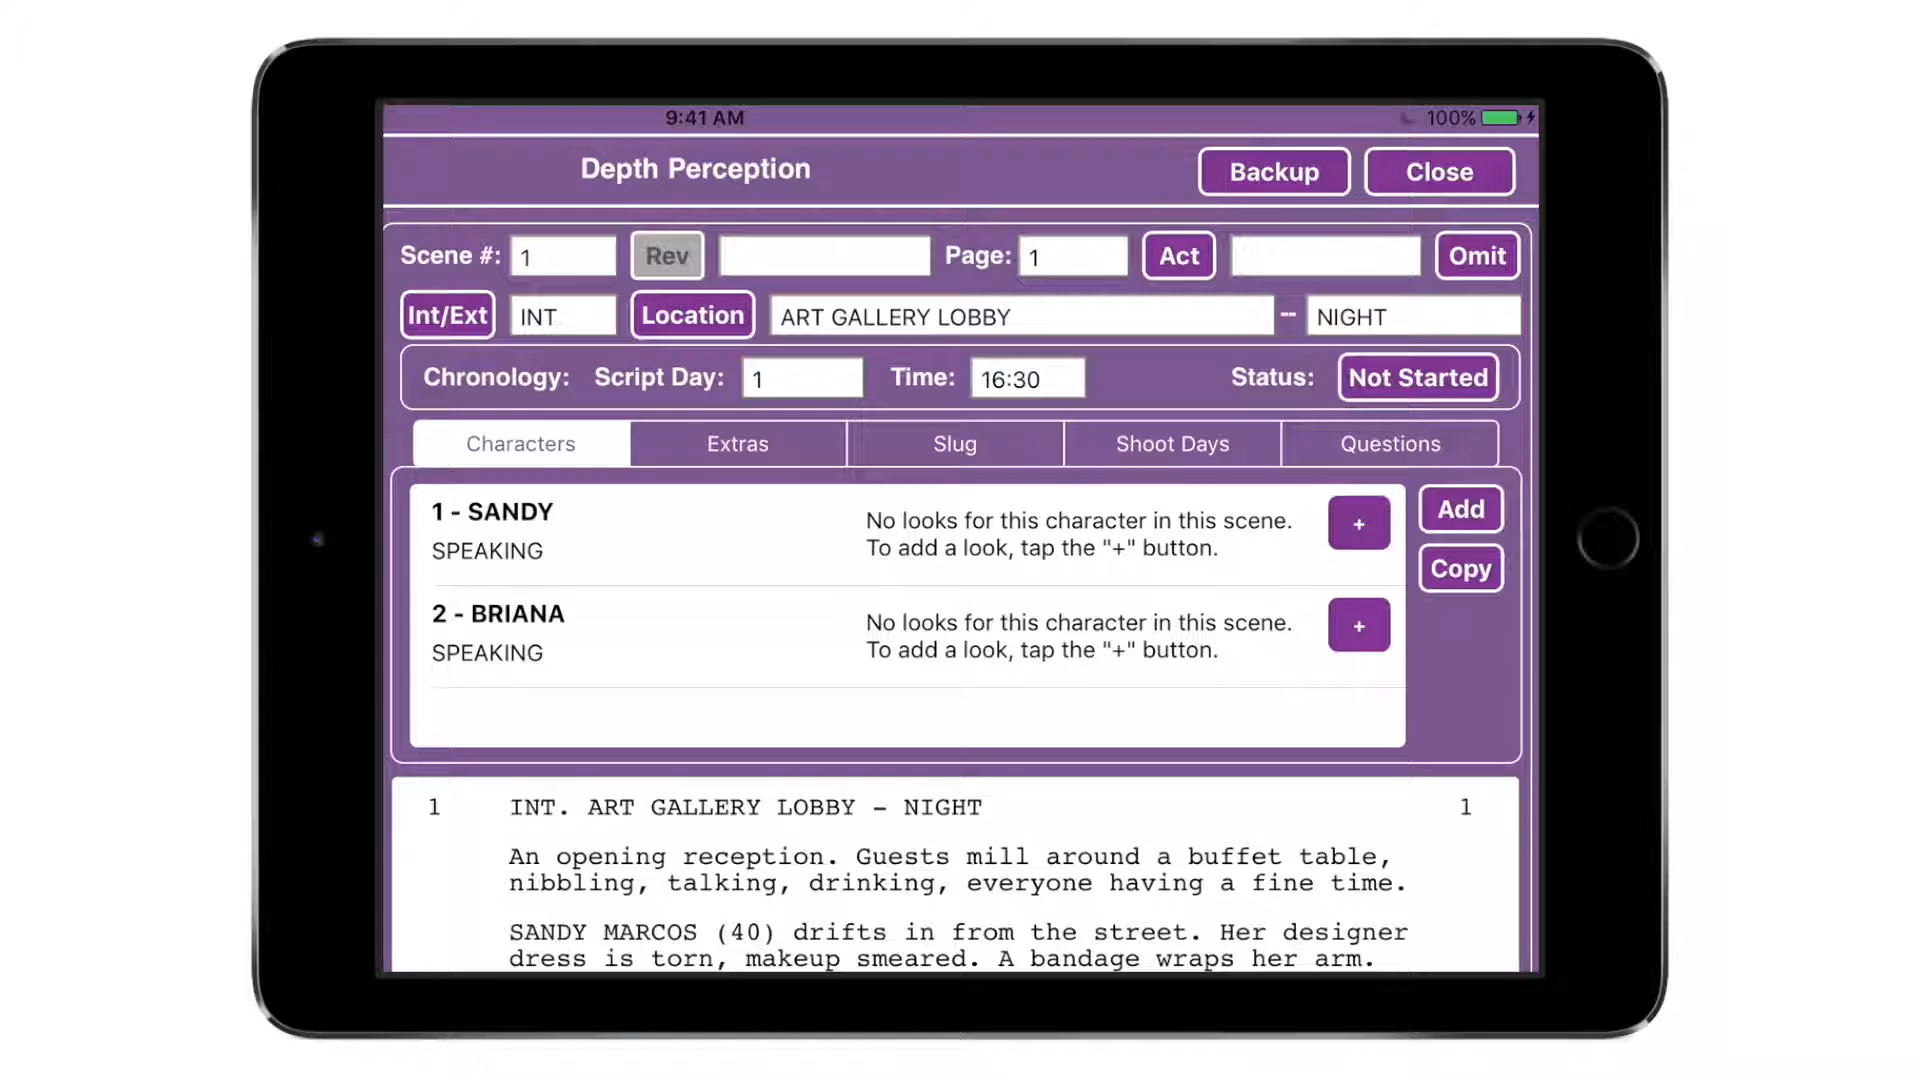 9:41 AM 100%
Depth Perception Backup Close
Scene #: 1 Rev Page: 1 Act Omit
Int/Ext INT. Location ART GALLERY LOBBY -- NIGHT
Chronology: Script Day: 1 Time: 16:30 Status: Not Started
Characters Extras Slug Shoot Days Questions
1 - SANDY
SPEAKING
No looks for this character in this scene.
To add a look, tap the "+" button.
+
Add
Copy
2 - BRIANA
SPEAKING
No looks for this character in this scene.
To add a look, tap the "+" button.
+
1 INT. ART GALLERY LOBBY - NIGHT 1
An opening reception. Guests mill around a buffet table,
nibbling, talking, drinking, everyone having a fine time.
SANDY MARCOS (40) drifts in from the street. Her designer
dress is torn, makeup smeared. A bandage wraps her arm.